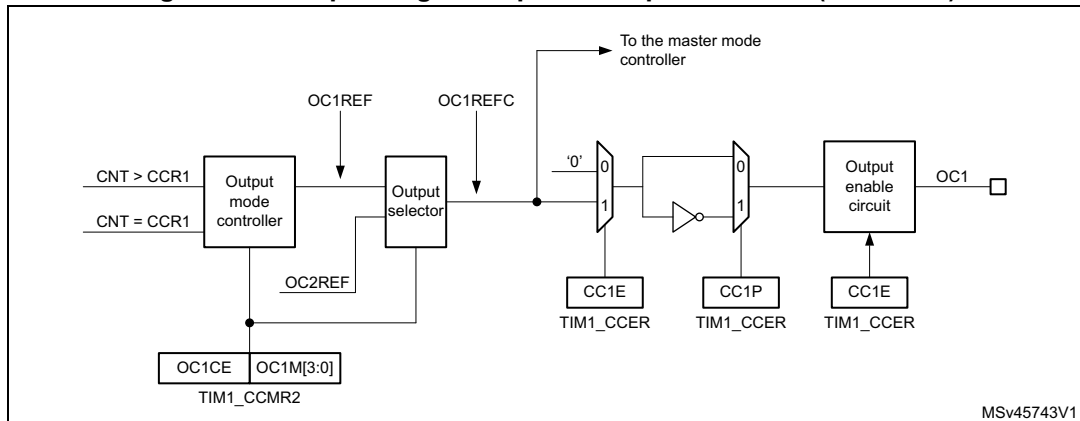 To the master mode
controller
OC1REF
OC1REFC
CNT > CCR1
CNT = CCR1
Output
mode
controller
Output
selector
OC2REF
‘0’
0
1
0
1
Output
enable
circuit
OC1
CC1E
CC1P
CC1E
TIM1_CCER
TIM1_CCER
TIM1_CCER
OC1CE
OC1M[3:0]
TIM1_CCMR2
MSv45743V1